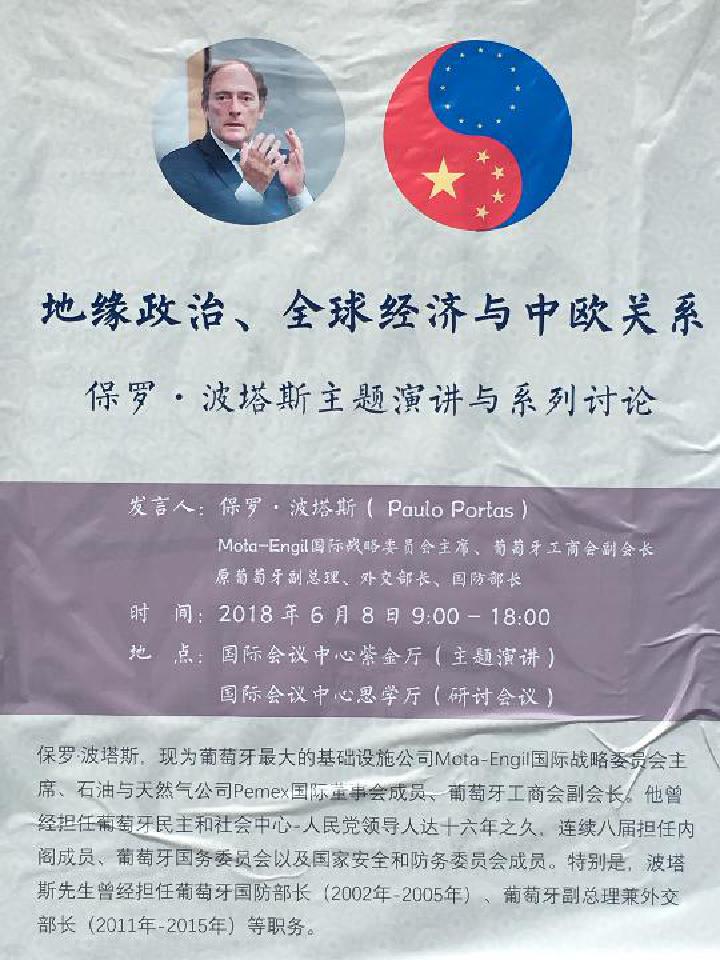 地缘政治、全球经济与中欧关系
保罗·波塔斯主题演讲与系列讨论
发言人：保罗·波塔斯（ Paulo Portas ）
Mota-Engil国际战略委员会主席、葡萄牙工商会副会长
原葡萄牙副总理、外交部长、国防部长
时 间：2018 年 6 月 8 日 9:00 – 18:00
地 点：国际会议中心紫金厅（ 主题演讲 ）
国际会议中心思学厅（ 研讨会议 ）
保罗·波塔斯，现为葡萄牙最大的基础设施公司Mota-Engil国际战略委员会主
席、石油与天然气公司Pemex国际董事会成员、葡萄牙工商会副会长。他曾
经担任葡萄牙民主和社会中心-人民党领导人达十六年之久，连续八届担任内
阁成员、葡萄牙国务委员会以及国家安全和防务委员会成员。特别是，波塔
斯先生曾经担任葡萄牙国防部长（2002年-2005年）、葡萄牙副总理兼外交
部长（2011年-2015年）等职务。